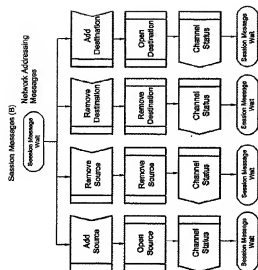 Session Messages (B)
Network Addressing
Messages
Session Message
Wait
Add
Source
Remove
Source
Remove
Destination
Add
Destination
Open
Source
Remove
Source
Remove
Destination
Open
Destination
Channel
Status
Channel
Status
Channel
Status
Channel
Status
Session Message
Wait
Session Message
Wait
Ension Message
Wait
Session Message
Wait